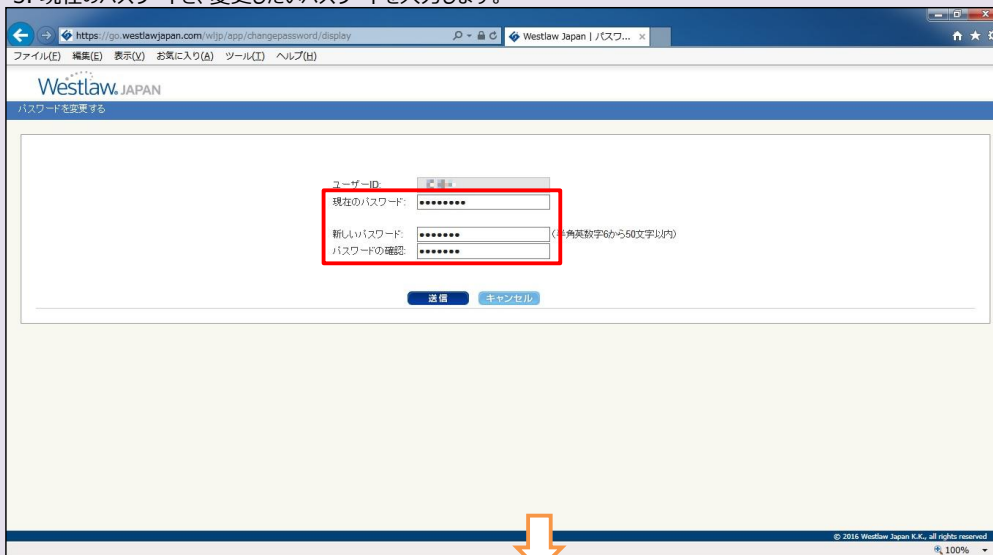 3. 現在のパスワードと、変更したいパスワードを入力します。
https://go.westlawjapan.com/wljp/app/changepassword/display
Westlaw Japan | パスワ...
ファイル(F) 編集(E) 表示(V) お気に入り(A) ツール(T) ヘルプ(H)
Westlaw. JAPAN
パスワードを変更する
ユーザーID:
現在のパスワード: ••••••••
新しいパスワード: ••••••• (半角英数字6から50文字以内)
パスワードの確認: •••••••
送信 キャンセル
© 2016 Westlaw Japan K.K., all rights reserved
100%